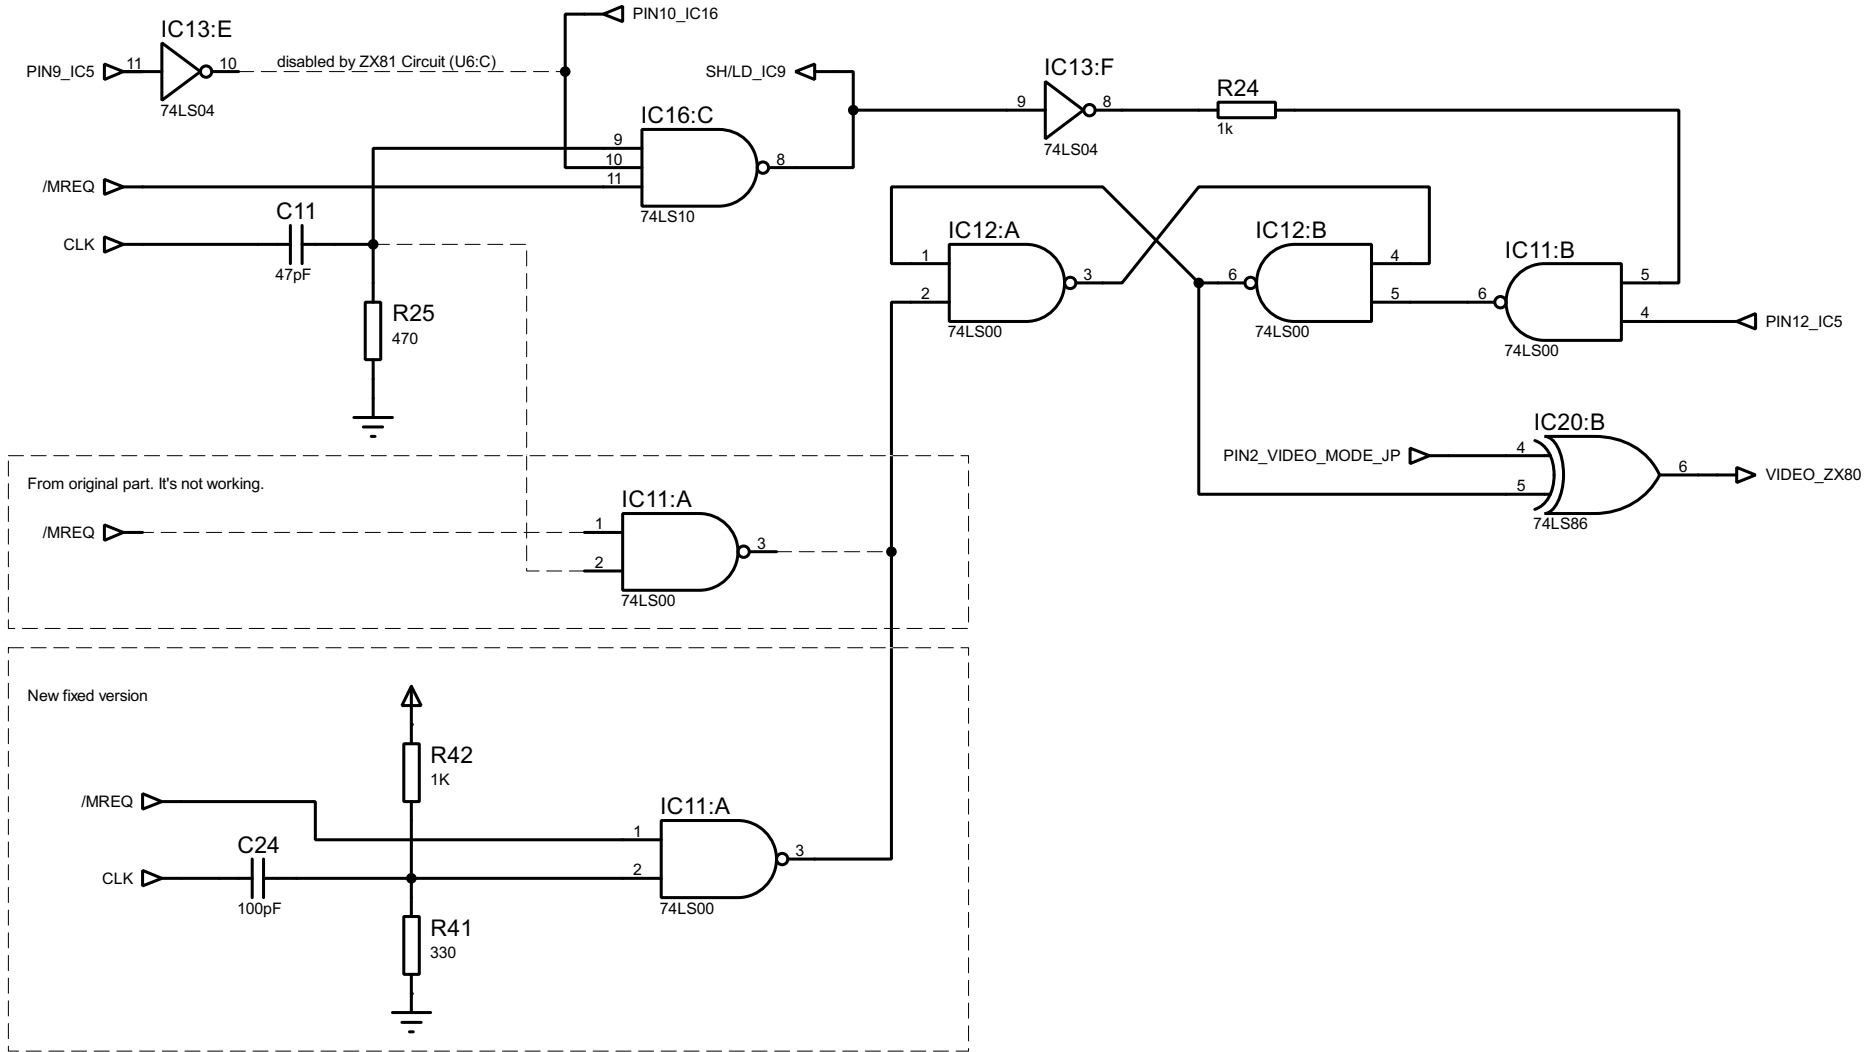 PIN10_IC16
IC13:E
PIN9_IC5
11
10
74LS04
disabled by ZX81 Circuit (U6:C)
SH/LD_IC9
IC13:F
9
8
74LS04
R24
1k
IC16:C
9
10
11
8
74LS10
/MREQ
C11
CLK
47pF
R25
470
IC12:A
1
2
3
74LS00
IC12:B
6
4
5
74LS00
IC11:B
6
5
4
74LS00
PIN12_IC5
IC20:B
PIN2_VIDEO_MODE_JP
4
5
6
VIDEO_ZX80
74LS86
From original part. It's not working.
/MREQ
IC11:A
1
2
3
74LS00
New fixed version
R42
1K
/MREQ
IC11:A
1
2
3
74LS00
C24
CLK
100pF
R41
330